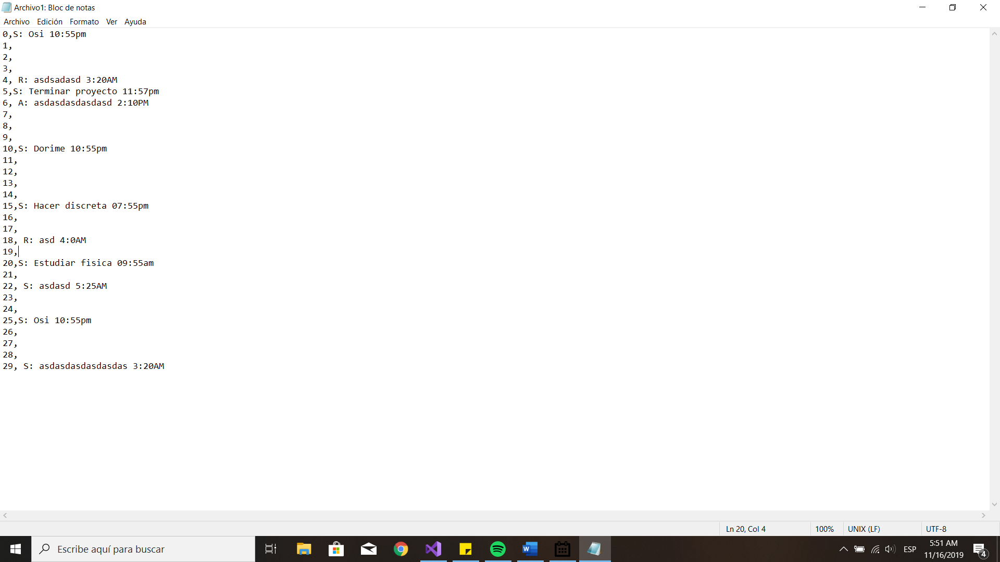 Archivo1: Bloc de notas
Archivo Edición Formato Ver Ayuda
0,S: Osi 10:55pm
1,
2,
3,
4, R: asdsadasd 3:20AM
5,S: Terminar proyecto 11:57pm
6, A: asdasdasdasdasd 2:10PM
7,
8,
9,
10,S: Dorime 10:55pm
11,
12,
13,
14,
15,S: Hacer discreta 07:55pm
16,
17,
18, R: asd 4:0AM
19,
20,S: Estudiar fisica 09:55am
21,
22, S: asdasd 5:25AM
23,
24,
25,S: Osi 10:55pm
26,
27,
28,
29, S: asdasdasdasdasdas 3:20AM
Ln 20, Col 4 100% UNIX (LF) UTF-8
Escribe aquí para buscar
ESP
5:51 AM
11/16/2019
4